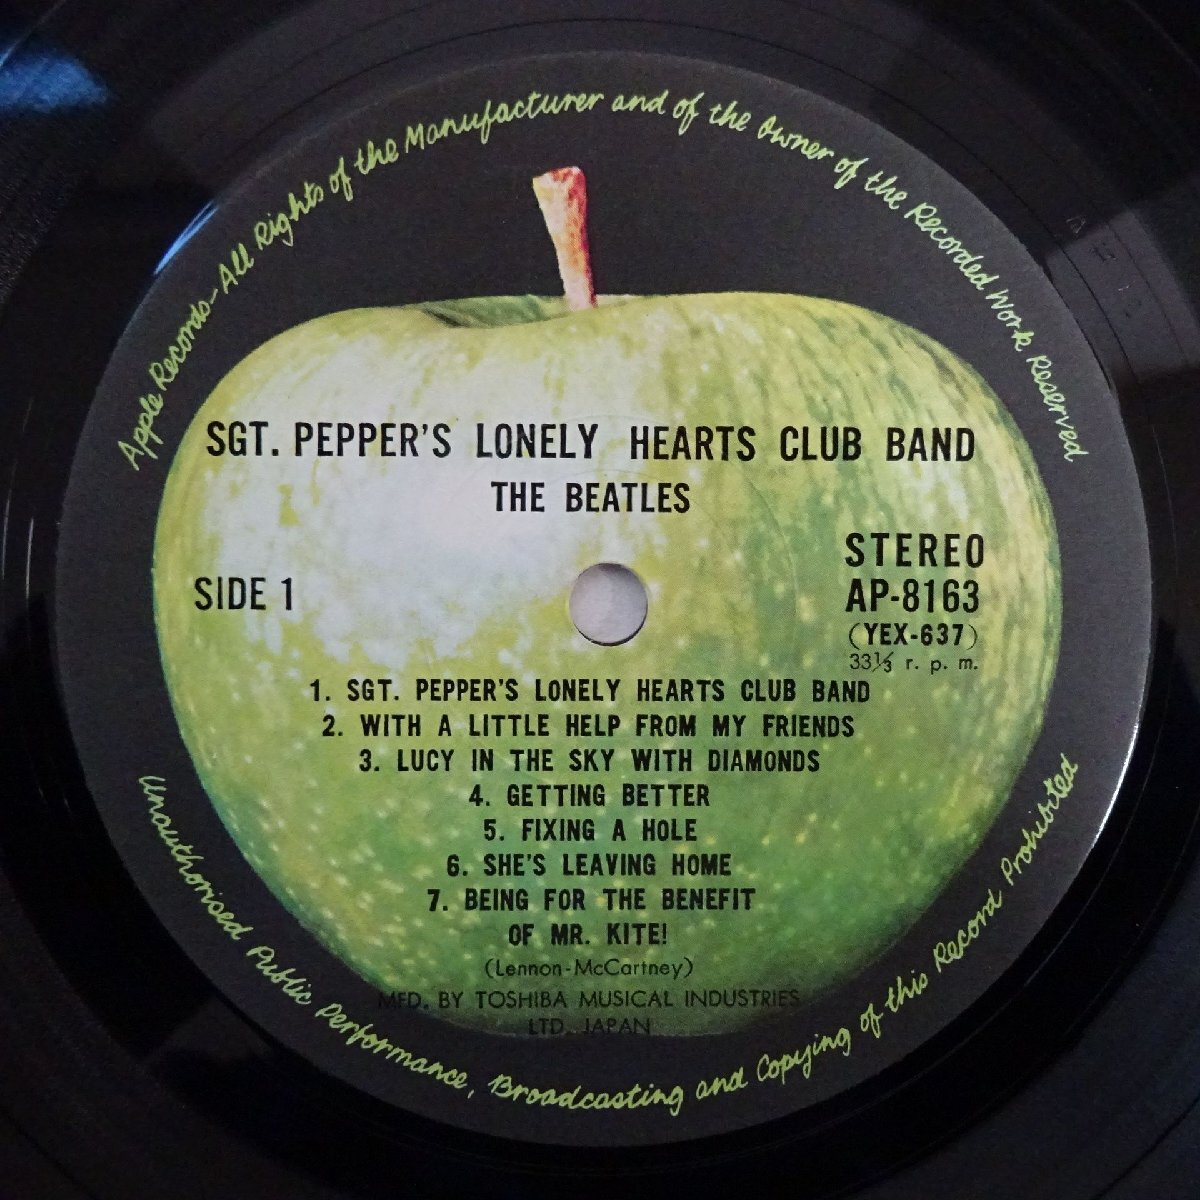 Apple Records-All Rights of the Manufacturer and of the Owner of the Recorded Work Reserved
SGT. PEPPER'S LONELY HEARTS CLUB BAND
THE BEATLES
STEREO
SIDE 1
AP-8163
(YEX-637)
33⅓ r. p. m.
1. SGT. PEPPER'S LONELY HEARTS CLUB BAND
2. WITH A LITTLE HELP FROM MY FRIENDS
3. LUCY IN THE SKY WITH DIAMONDS
4. GETTING BETTER
5. FIXING A HOLE
6. SHE'S LEAVING HOME
7. BEING FOR THE BENEFIT
OF MR. KITE!
(Lennon-McCartney)
MFD. BY TOSHIBA MUSICAL INDUSTRIES
LTD. JAPAN
Unauthorised Public Performance, Broadcasting and Copying of this Record Prohibited